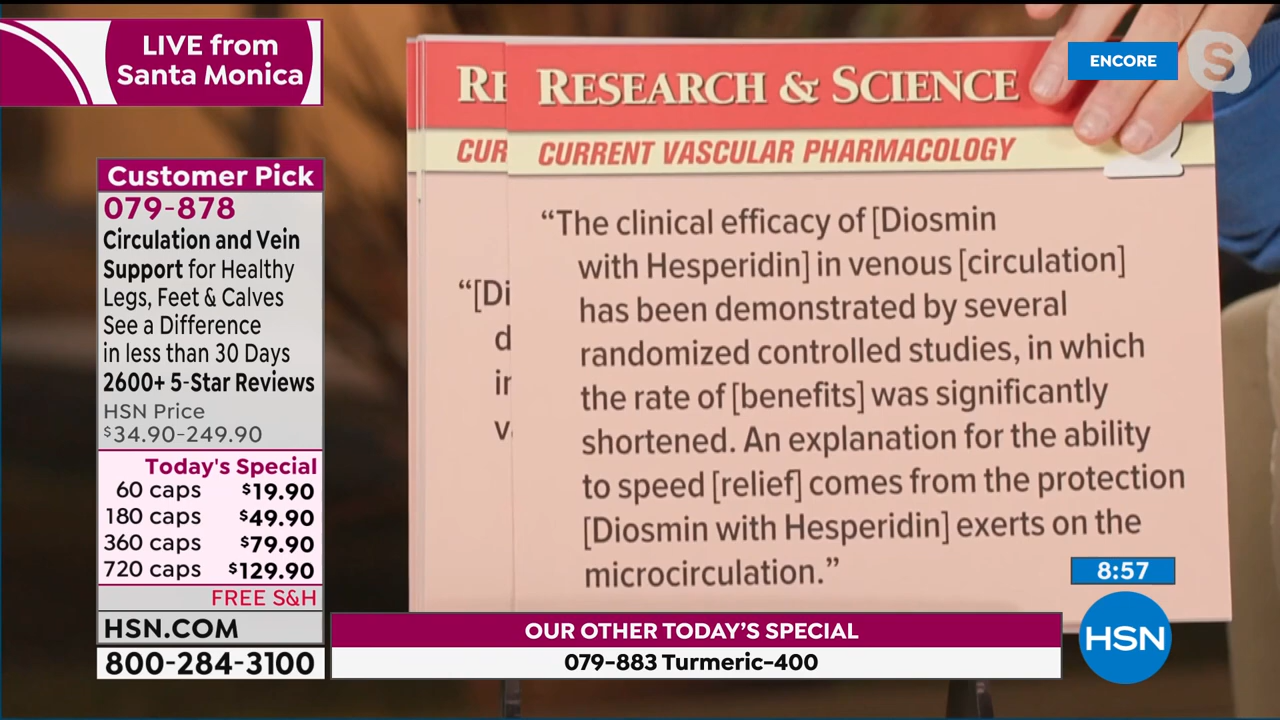 LIVE from
Santa Monica
Customer Pick
079-878
Circulation and Vein
Support for Healthy
Legs, Feet & Calves
See a Difference
in less than 30 Days
2600+ 5-Star Reviews
HSN Price
$34.90-249.90
Today's Special
60 caps $19.90
180 caps $49.90
360 caps $79.90
720 caps $129.90
FREE S&H
HSN.COM
800-284-3100
RE
CUR
“[Di
d
in
v
RESEARCH & SCIENCE
CURRENT VASCULAR PHARMACOLOGY
“The clinical efficacy of [Diosmin
with Hesperidin] in venous [circulation]
has been demonstrated by several
randomized controlled studies, in which
the rate of [benefits] was significantly
shortened. An explanation for the ability
to speed [relief] comes from the protection
[Diosmin with Hesperidin] exerts on the
microcirculation.”
ENCORE
S
8:57
HSN
OUR OTHER TODAY’S SPECIAL
079-883 Turmeric-400